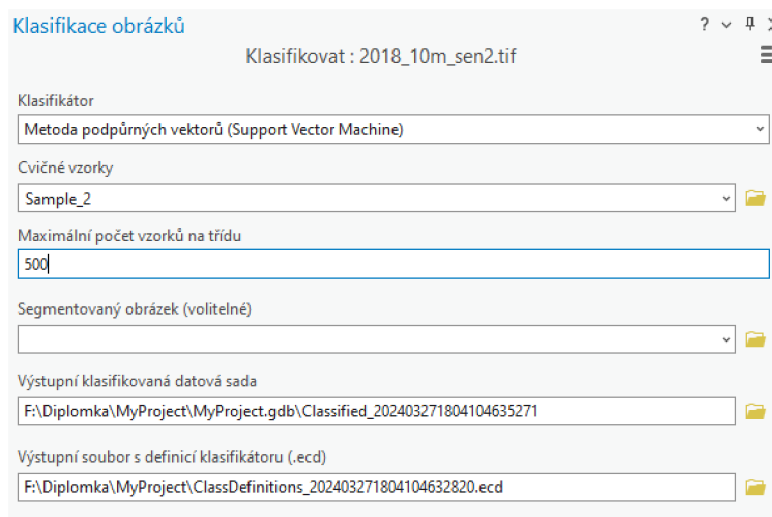 Klasifikace obrázků
?
Klasifikovat : 2018_10m_sen2.tif
Klasifikátor
Metoda podpůrných vektorů (Support Vector Machine)
Cvičné vzorky
Sample_2
Maximální počet vzorků na třídu
500
Segmentovaný obrázek (volitelné)
Výstupní klasifikovaná datová sada
F:\Diplomka\MyProject\MyProject.gdb\Classified_202403271804104635271
Výstupní soubor s definicí klasifikátoru (.ecd)
F:\Diplomka\MyProject\ClassDefinitions_202403271804104632820.ecd